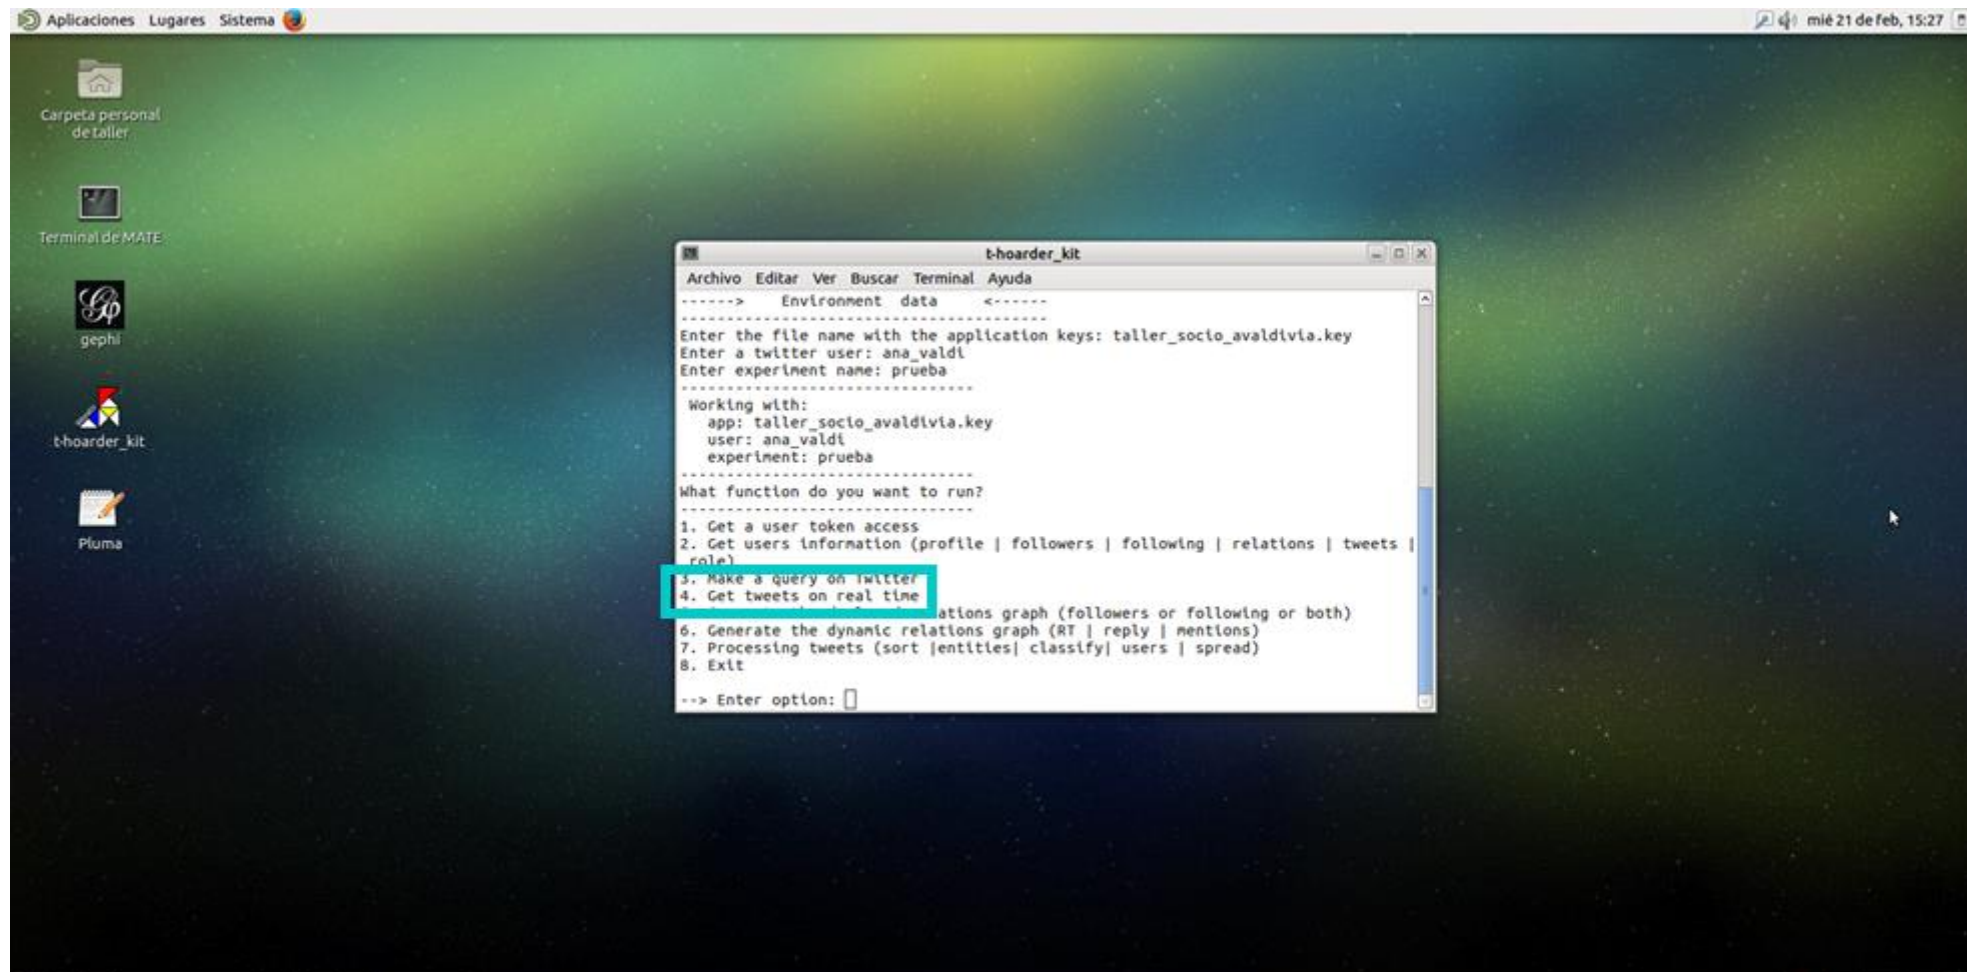 Aplicaciones Lugares Sistema
mié 21 de feb, 15:27
Carpeta personal
de taller
Terminal de MATE
gephi
t-hoarder_kit
Pluma
t-hoarder_kit
Archivo Editar Ver Buscar Terminal Ayuda
------> Environment data <------
----------------------------------------
Enter the file name with the application keys: taller_socio_avaldivia.key
Enter a twitter user: ana_valdi
Enter experiment name: prueba
--------------------------------
Working with:
app: taller_socio_avaldivia.key
user: ana_valdi
experiment: prueba
--------------------------------
What function do you want to run?
--------------------------------
1. Get a user token access
2. Get users information (profile | followers | following | relations | tweets |
role)
3. Make a query on Twitter
4. Get tweets on real time
relations graph (followers or following or both)
6. Generate the dynamic relations graph (RT | reply | mentions)
7. Processing tweets (sort |entities| classify| users | spread)
8. Exit
--> Enter option: